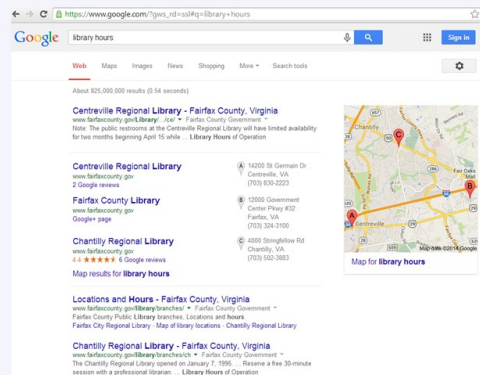 https://www.google.com/?gws_rd=ssl#q=library+hours
Google
library hours
Sign in
Web Maps Images News Shopping More Search tools
About 825,000,000 results (0.54 seconds)
Centreville Regional Library - Fairfax County, Virginia
www.fairfaxcounty.gov/Library/.../ce/ Fairfax County Government
Note: The public restrooms at the Centreville Regional Library will have limited availability
for two months beginning April 15 while ... Library Hours of Operation
Centreville Regional Library
www.fairfaxcounty.gov
2 Google reviews
A 14200 St Germain Dr
Centreville, VA
(703) 830-2223
Fairfax County Library
www.fairfaxcounty.gov
Google+ page
B 12000 Government
Center Pkwy #32
Fairfax, VA
(703) 324-3100
Chantilly Regional Library
www.fairfaxcounty.gov
4.4 6 Google reviews
C 4000 Stringfellow Rd
Chantilly, VA
(703) 502-3883
Map results for library hours
Chantilly
C
Fair Oaks
Mall
B
A
Centreville
Map data ©2014 Google
Map for library hours
Locations and Hours - Fairfax County, Virginia
www.fairfaxcounty.gov/library/branches/ Fairfax County Government
Fairfax County Public Library branches, Locations and hours
Fairfax City Regional Library - Map of library locations - Chantilly Regional Library
Chantilly Regional Library - Fairfax County, Virginia
www.fairfaxcounty.gov/library/branches/ch Fairfax County Government
The Chantilly Regional Library opened on January 7, 1995. ... Reserve a free 30-minute
session with a professional librarian. ... Library Hours of Operation